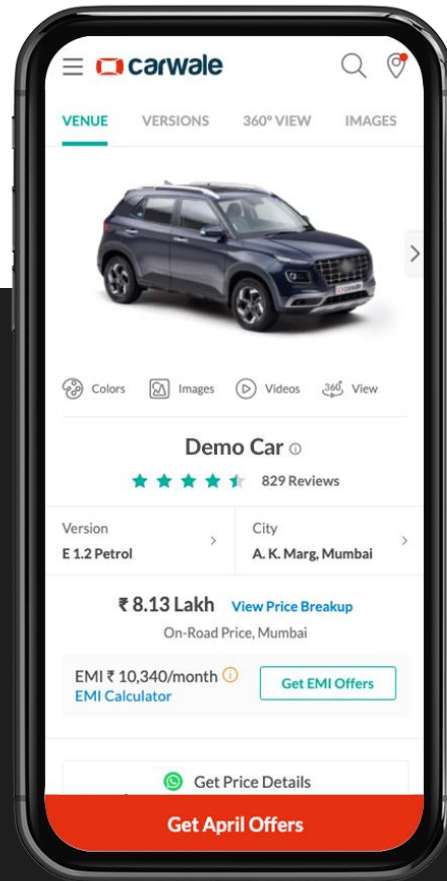 carwale
VENUE VERSIONS 360° VIEW IMAGES
Colors Images Videos 360° View
Demo Car
829 Reviews
Version City
E 1.2 Petrol A. K. Marg, Mumbai
₹ 8.13 Lakh View Price Breakup
On-Road Price, Mumbai
EMI ₹ 10,340/month
EMI Calculator
Get EMI Offers
Get Price Details
Get April Offers